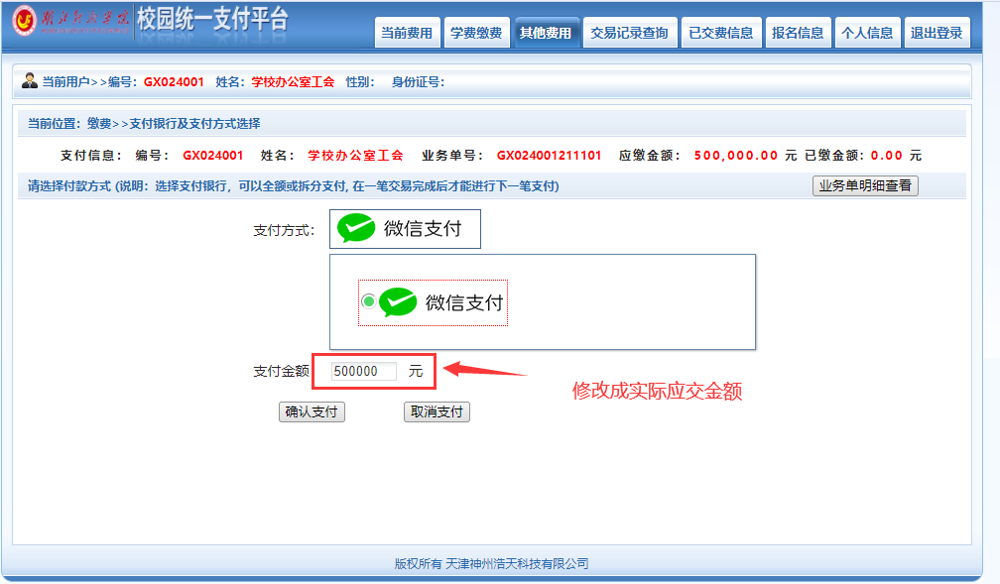 校园统一支付平台
当前费用 学费缴费 其他费用 交易记录查询 已交费信息 报名信息 个人信息 退出登录
当前用户>>编号: GX024001 姓名: 学校办公室工会 性别: 身份证号:
当前位置: 缴费>>支付银行及支付方式选择
支付信息: 编号: GX024001 姓名: 学校办公室工会 业务单号: GX024001211101 应缴金额: 500,000.00 元 已缴金额: 0.00 元
请选择付款方式 (说明: 选择支付银行, 可以全额或拆分支付, 在一笔交易完成后才能进行下一笔支付) 业务单明细查看
支付方式: 微信支付
微信支付
支付金额 500000 元
修改成实际应交金额
确认支付 取消支付
版权所有 天津神州浩天科技有限公司